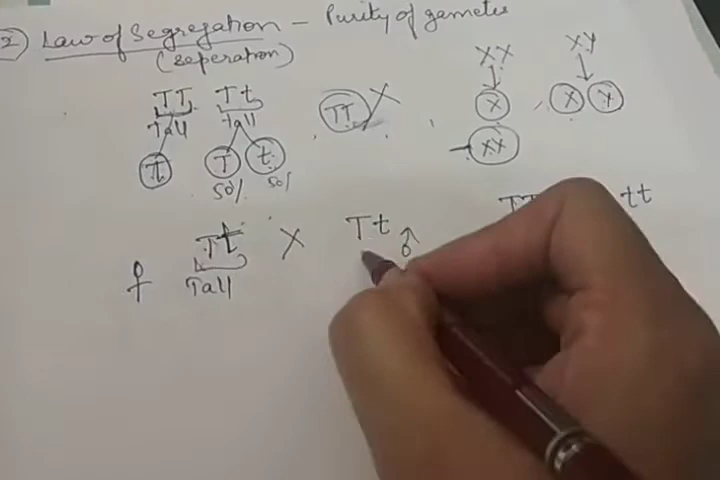 2) Law of Segregation - Purity of gametes
(seperation)
XX XY
TT Tt
Tall Tall
TT X
X X Y
T T t
XX
50% 50%
TT tt
Tt X Tt ♂
♀ Tall